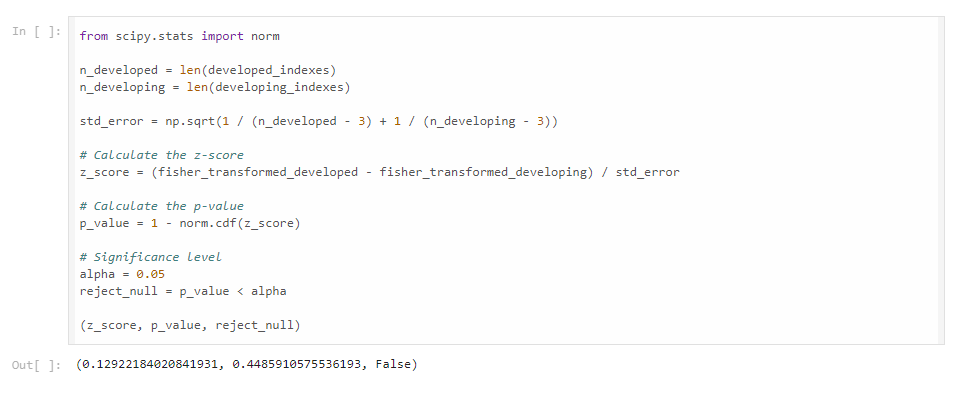 In [ ]:
from scipy.stats import norm
n_developed = len(developed_indexes)
n_developing = len(developing_indexes)
std_error = np.sqrt(1 / (n_developed - 3) + 1 / (n_developing - 3))
# Calculate the z-score
z_score = (fisher_transformed_developed - fisher_transformed_developing) / std_error
# Calculate the p-value
p_value = 1 - norm.cdf(z_score)
# Significance level
alpha = 0.05
reject_null = p_value < alpha
(z_score, p_value, reject_null)
Out[ ]:
(0.12922184020841931, 0.4485910575536193, False)